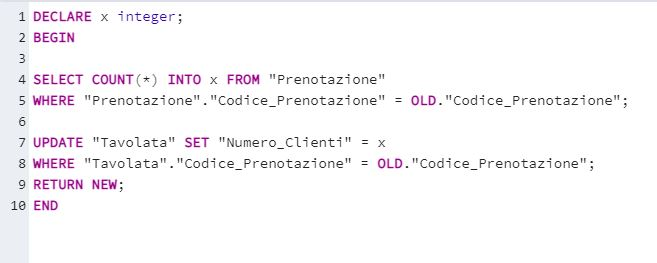 1 DECLARE x integer;
2 BEGIN
3
4 SELECT COUNT(*) INTO x FROM "Prenotazione"
5 WHERE "Prenotazione"."Codice_Prenotazione" = OLD."Codice_Prenotazione";
6
7 UPDATE "Tavolata" SET "Numero_Clienti" = x
8 WHERE "Tavolata"."Codice_Prenotazione" = OLD."Codice_Prenotazione";
9 RETURN NEW;
10 END